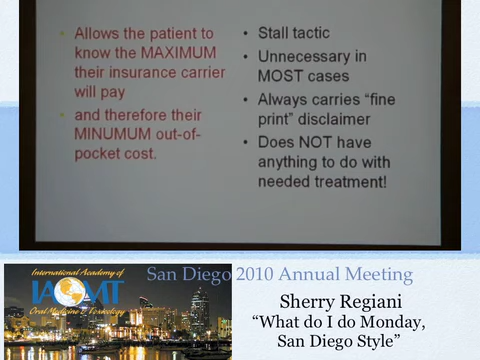 Allows the patient to
know the MAXIMUM
their insurance carrier
will pay
and therefore their
MINUMUM out-of-
pocket cost.
Stall tactic
Unnecessary in
MOST cases
Always carries “fine
print” disclaimer
Does NOT have
anything to do with
needed treatment!
International Academy of
IAOMT
Oral Medicine & Toxicology
San Diego 2010 Annual Meeting
Sherry Regiani
“What do I do Monday,
San Diego Style”